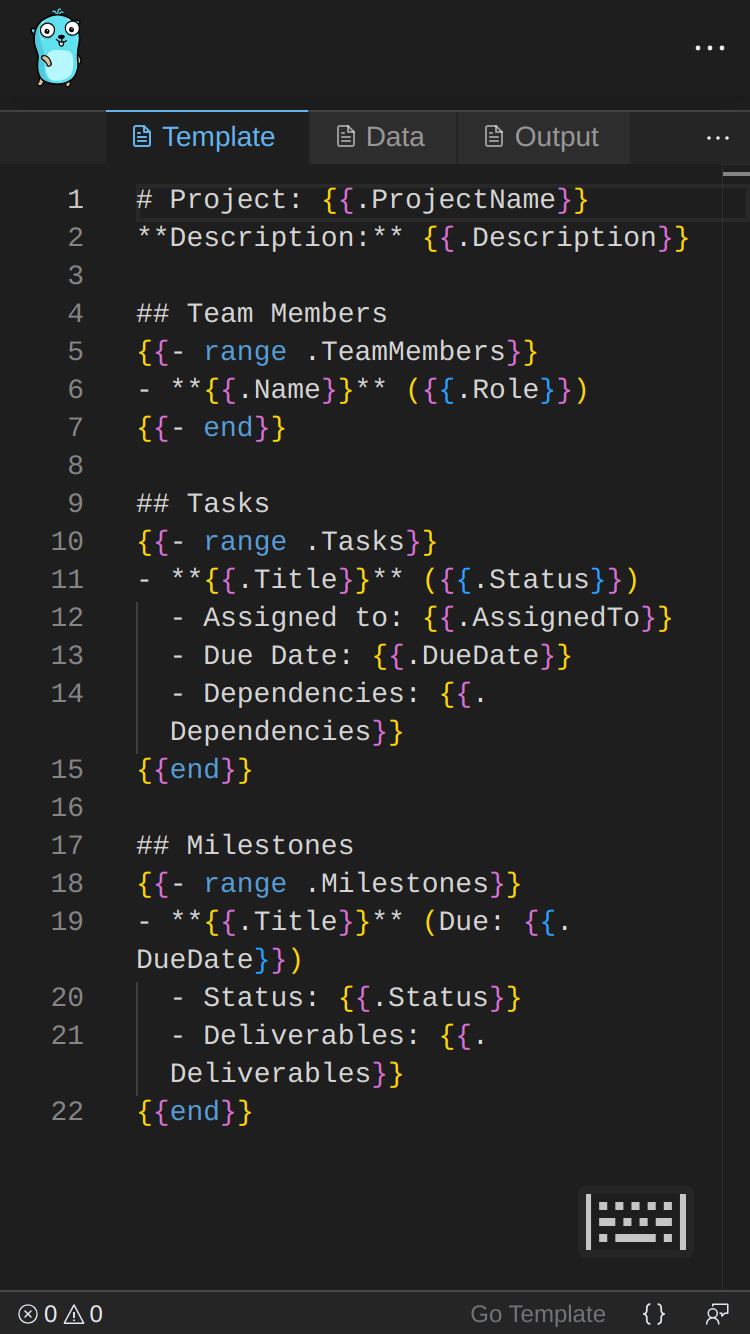 Template Data Output
1 # Project: {{.ProjectName}}
2 **Description:** {{.Description}}
3
4 ## Team Members
5 {{- range .TeamMembers}}
6 - **{{.Name}}** ({{.Role}})
7 {{- end}}
8
9 ## Tasks
10 {{- range .Tasks}}
11 - **{{.Title}}** ({{.Status}})
12   - Assigned to: {{.AssignedTo}}
13   - Due Date: {{.DueDate}}
14   - Dependencies: {{.
Dependencies}}
15 {{end}}
16
17 ## Milestones
18 {{- range .Milestones}}
19 - **{{.Title}}** (Due: {{.
DueDate}})
20   - Status: {{.Status}}
21   - Deliverables: {{.
Deliverables}}
22 {{end}}
0 0 Go Template {}